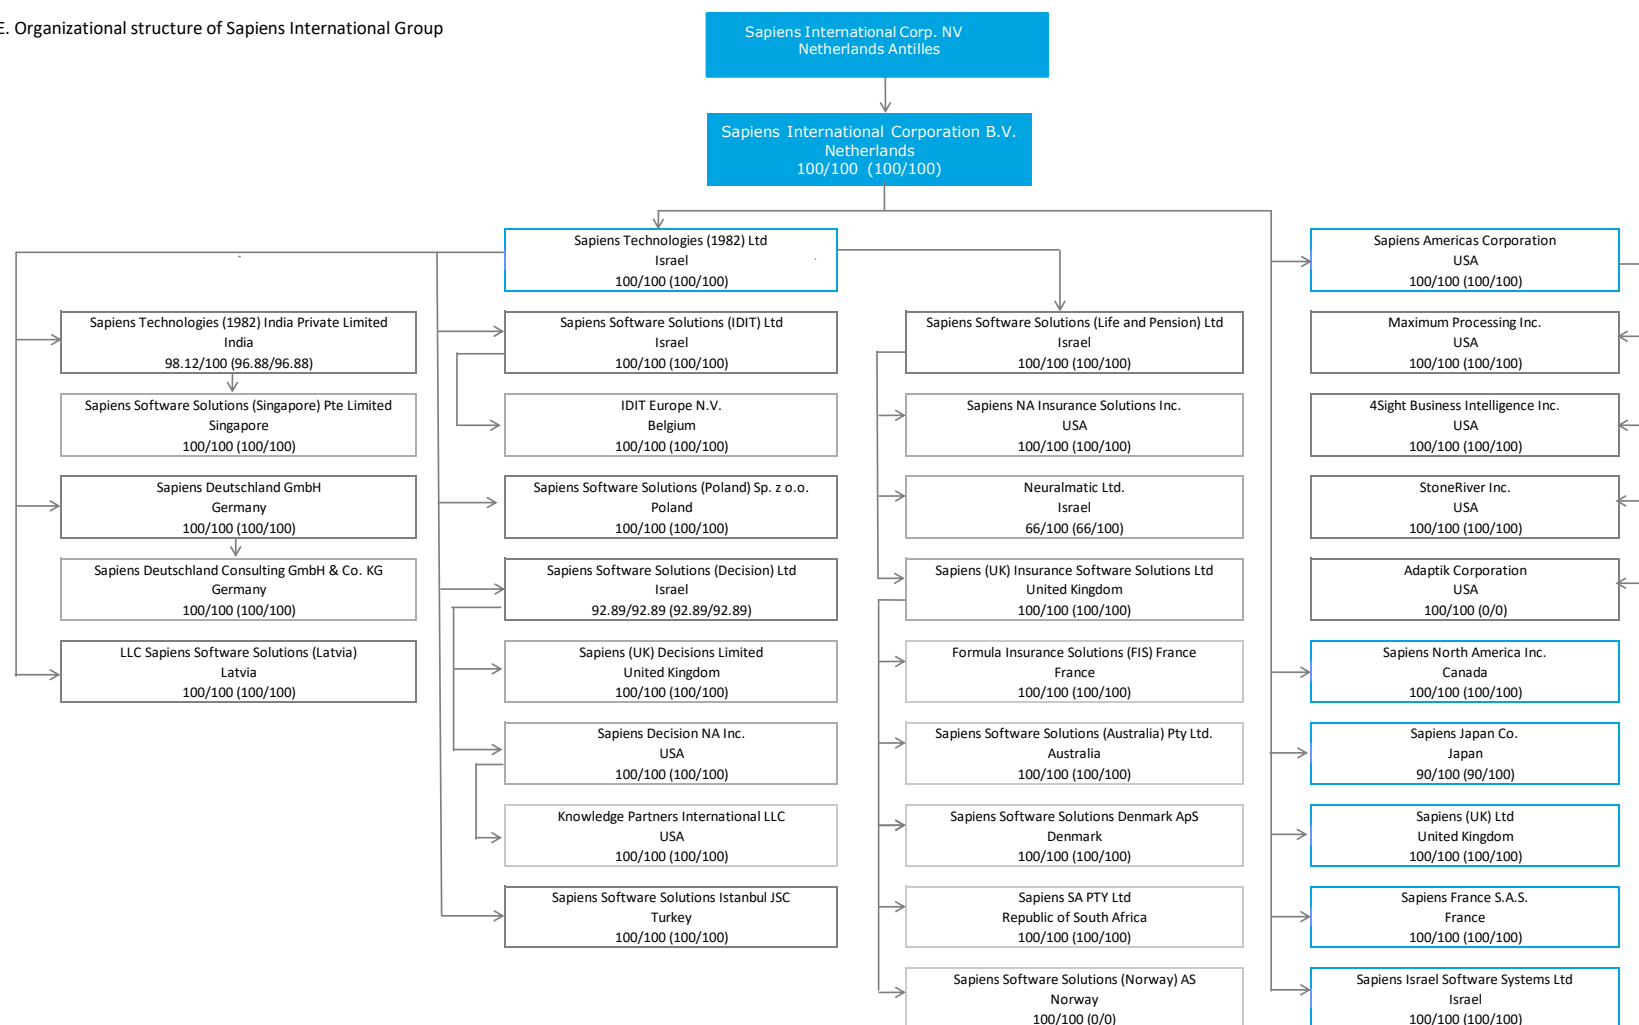 E. Organizational structure of Sapiens International Group
Sapiens International Corp. NV
Netherlands Antilles
Sapiens International Corporation B.V.
Netherlands
100/100 (100/100)
Sapiens Technologies (1982) Ltd
Israel
100/100 (100/100)
Sapiens Americas Corporation
USA
100/100 (100/100)
Sapiens Technologies (1982) India Private Limited
India
98.12/100 (96.88/96.88)
Sapiens Software Solutions (Singapore) Pte Limited
Singapore
100/100 (100/100)
Sapiens Deutschland GmbH
Germany
100/100 (100/100)
Sapiens Deutschland Consulting GmbH & Co. KG
Germany
100/100 (100/100)
LLC Sapiens Software Solutions (Latvia)
Latvia
100/100 (100/100)
Sapiens Software Solutions (IDIT) Ltd
Israel
100/100 (100/100)
IDIT Europe N.V.
Belgium
100/100 (100/100)
Sapiens Software Solutions (Poland) Sp. z o.o.
Poland
100/100 (100/100)
Sapiens Software Solutions (Decision) Ltd
Israel
92.89/92.89 (92.89/92.89)
Sapiens (UK) Decisions Limited
United Kingdom
100/100 (100/100)
Sapiens Decision NA Inc.
USA
100/100 (100/100)
Knowledge Partners International LLC
USA
100/100 (100/100)
Sapiens Software Solutions Istanbul JSC
Turkey
100/100 (100/100)
Sapiens Software Solutions (Life and Pension) Ltd
Israel
100/100 (100/100)
Sapiens NA Insurance Solutions Inc.
USA
100/100 (100/100)
Neuralmatic Ltd.
Israel
66/100 (66/100)
Sapiens (UK) Insurance Software Solutions Ltd
United Kingdom
100/100 (100/100)
Formula Insurance Solutions (FIS) France
France
100/100 (100/100)
Sapiens Software Solutions (Australia) Pty Ltd.
Australia
100/100 (100/100)
Sapiens Software Solutions Denmark ApS
Denmark
100/100 (100/100)
Sapiens SA PTY Ltd
Republic of South Africa
100/100 (100/100)
Sapiens Software Solutions (Norway) AS
Norway
100/100 (0/0)
Maximum Processing Inc.
USA
100/100 (100/100)
4Sight Business Intelligence Inc.
USA
100/100 (100/100)
StoneRiver Inc.
USA
100/100 (100/100)
Adaptik Corporation
USA
100/100 (0/0)
Sapiens North America Inc.
Canada
100/100 (100/100)
Sapiens Japan Co.
Japan
90/100 (90/100)
Sapiens (UK) Ltd
United Kingdom
100/100 (100/100)
Sapiens France S.A.S.
France
100/100 (100/100)
Sapiens Israel Software Systems Ltd
Israel
100/100 (100/100)